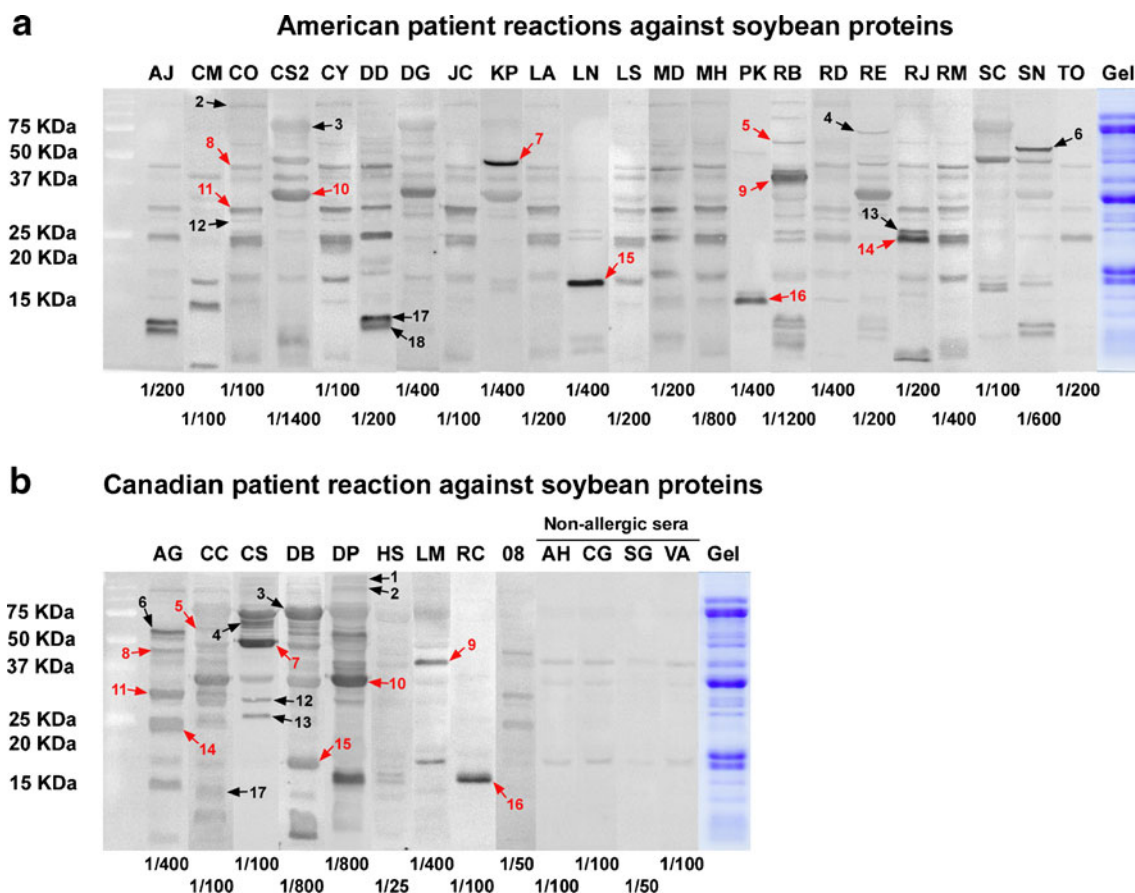 a American patient reactions against soybean proteins
AJ CM CO CS2 CY DD DG JC KP LA LN LS MD MH PK RB RD RE RJ RM SC SN TO Gel
2
75 KDa 3 4
5 6
50 KDa 8 7
37 KDa
11 10 9
12 13
25 KDa
14
20 KDa 15
15 KDa 16
17
18
1/200 1/100 1/100 1/400 1/400 1/200 1/400 1/200 1/200 1/400 1/400 1/200 1/100 1/200
1/100 1/1400 1/200 1/100 1/200 1/800 1/1200 1/200 1/400 1/600
b Canadian patient reaction against soybean proteins
Non-allergic sera
AG CC CS DB DP HS LM RC 08 AH CG SG VA Gel
1
3 2
75 KDa 6 5
4
50 KDa
8 7 9
37 KDa
11 10
12
25 KDa 13
14
20 KDa 15
15 KDa 17
16
1/400 1/100 1/800 1/400 1/50 1/100 1/100
1/100 1/800 1/25 1/100 1/100 1/50